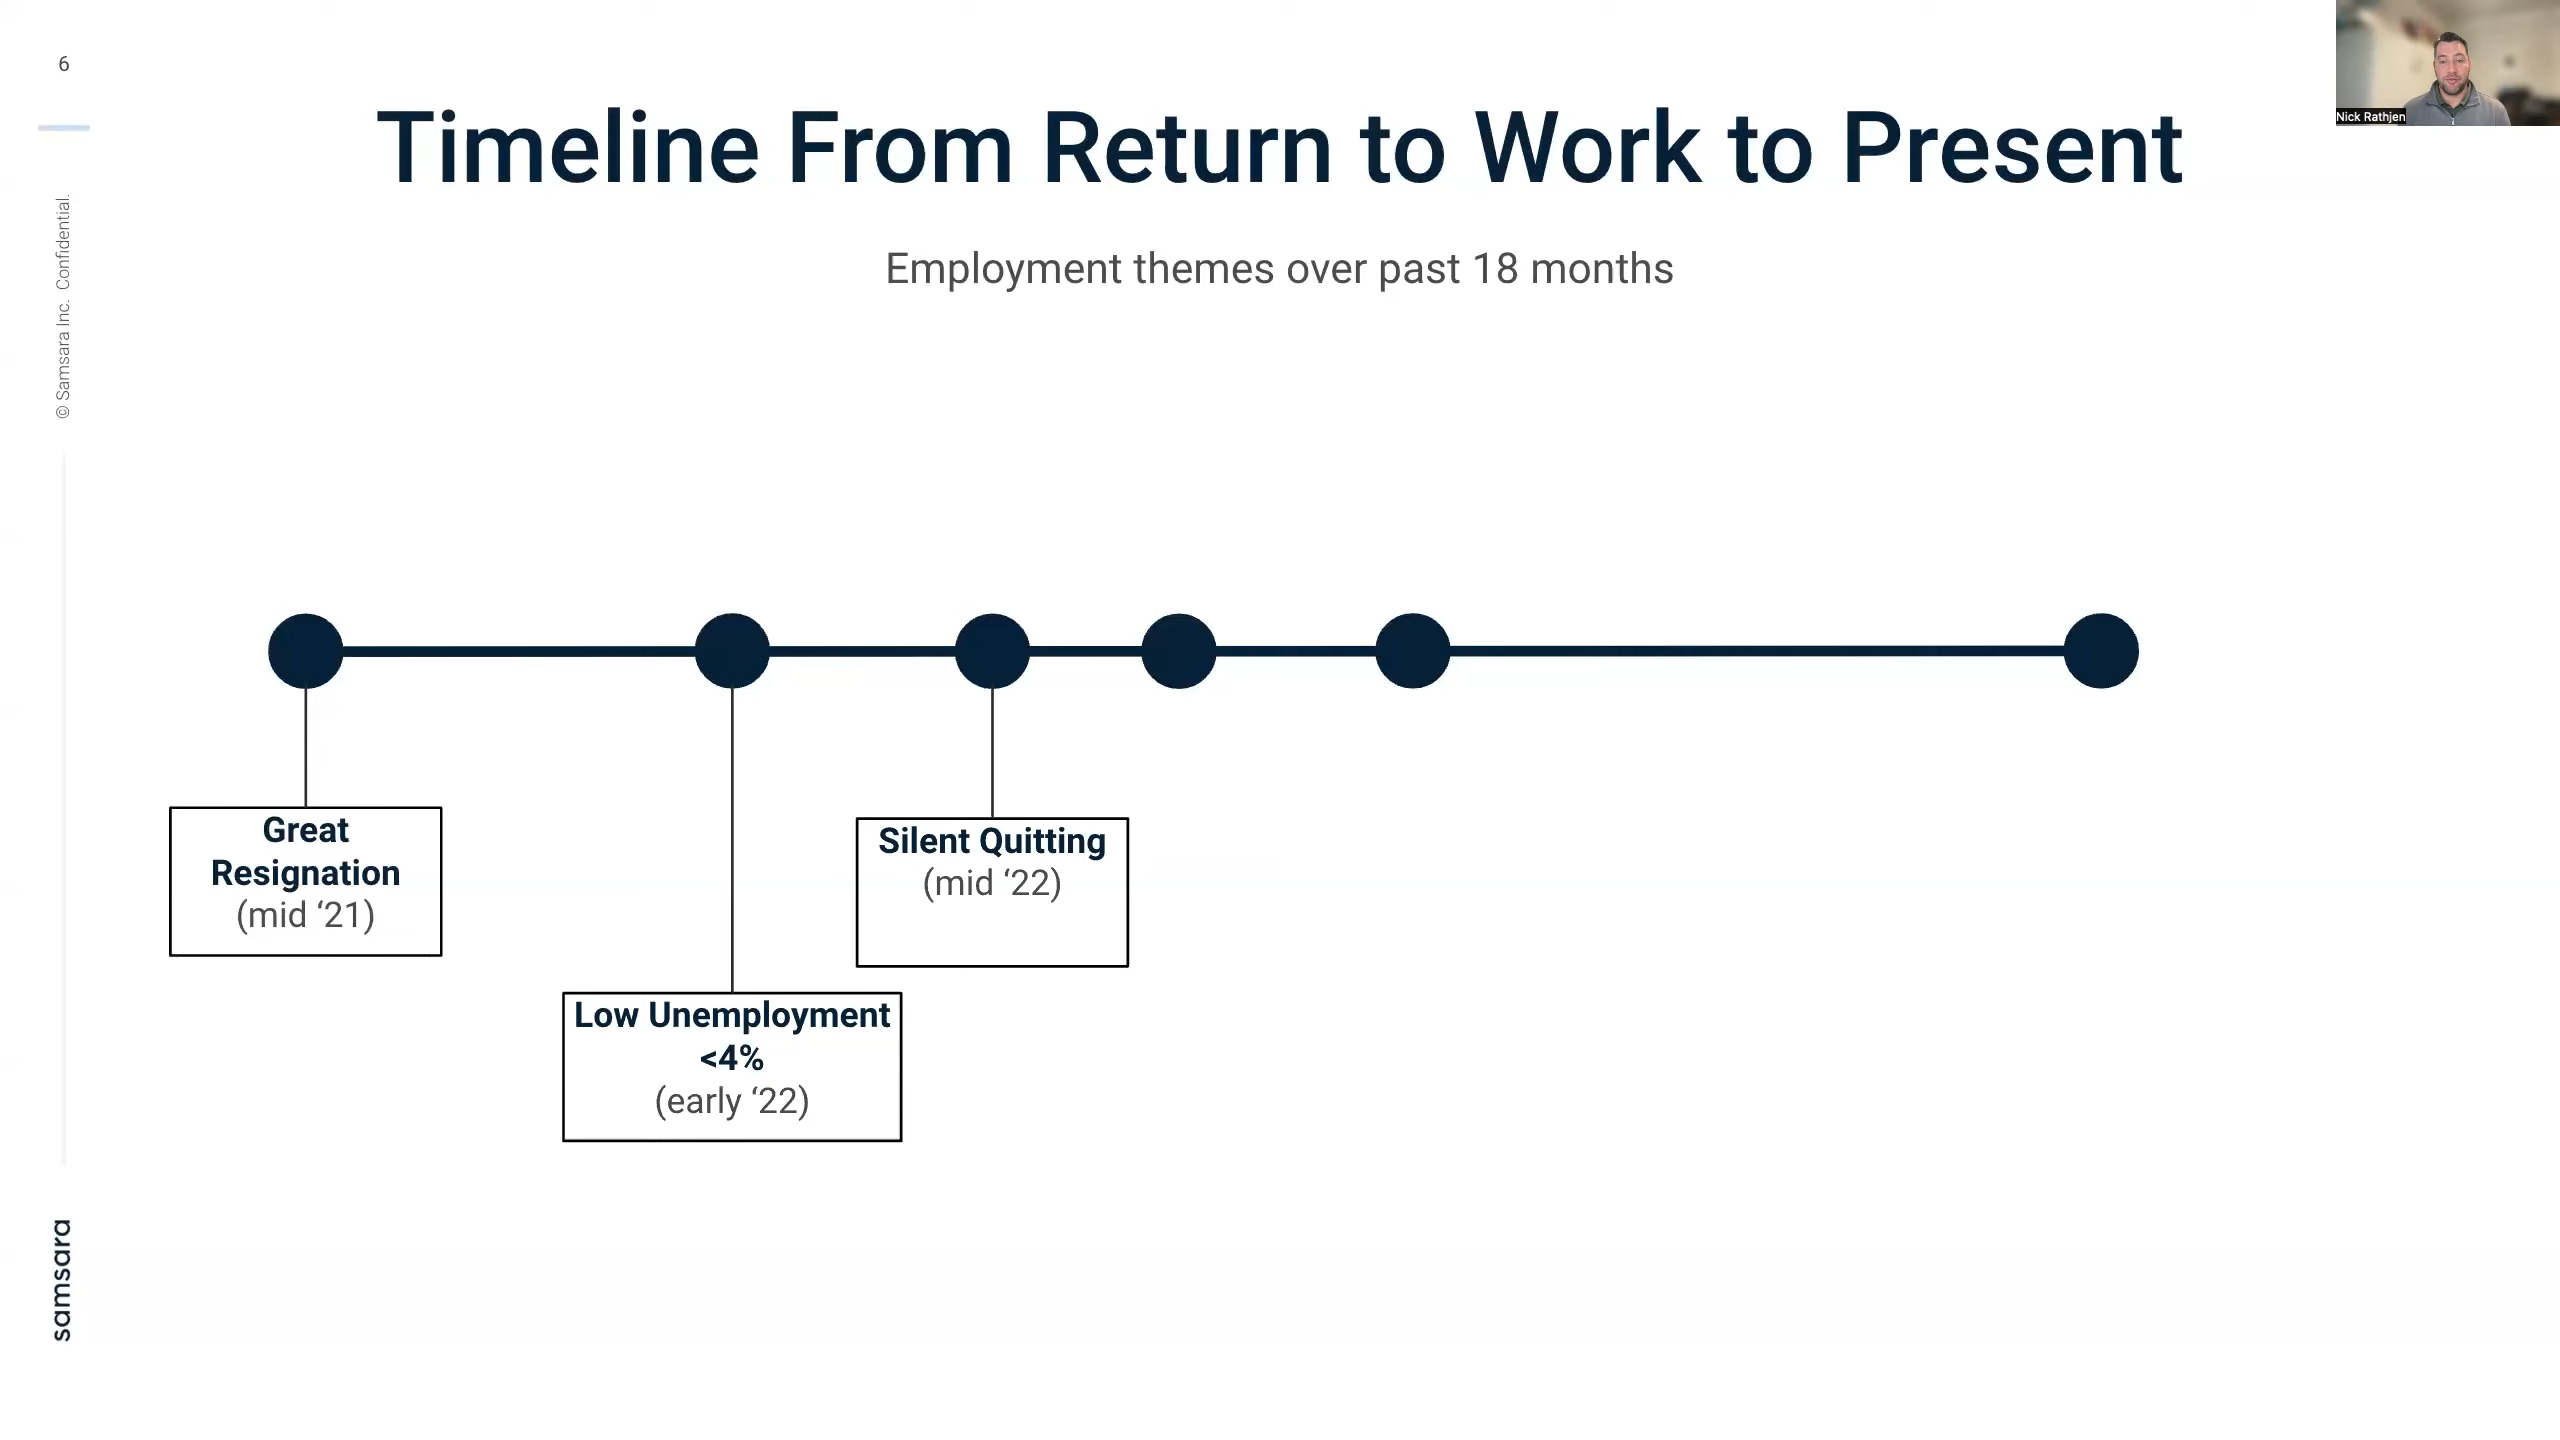 6
Timeline From Return to Work to Present
Nick Rathjen
Employment themes over past 18 months
© Samsara Inc. Confidential.
Great
Resignation
(mid ‘21)
Low Unemployment
<4%
(early ‘22)
Silent Quitting
(mid ‘22)
samsara